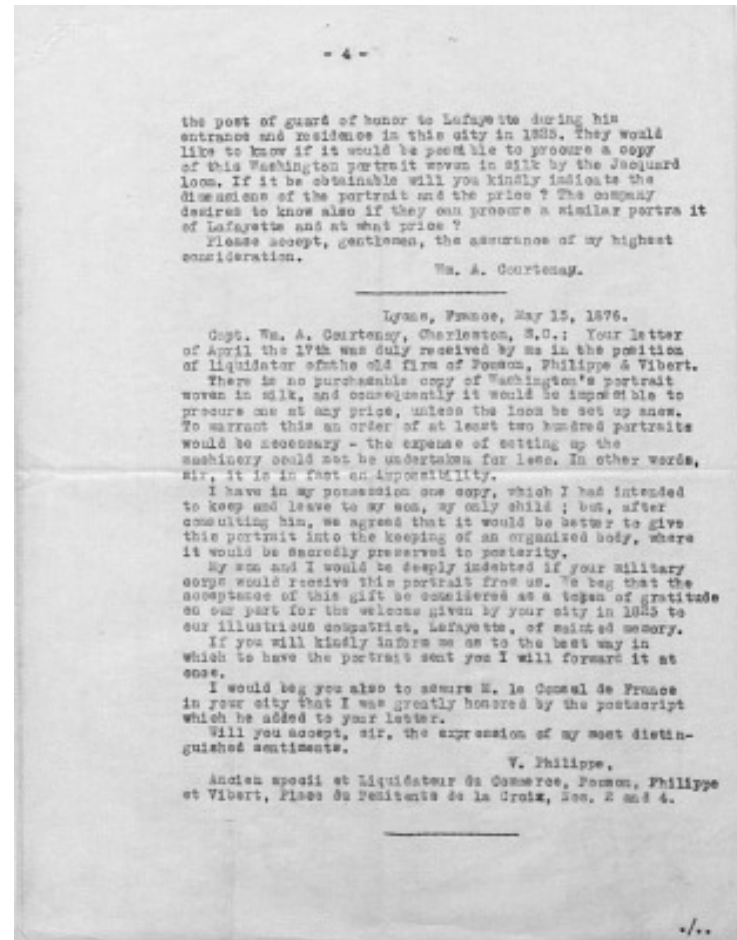 - 4 -
the post of guard of honor to Lafayette during his
entrance and residence in this city in 1825. They would
like to know if it would be possible to procure a copy
of this Washington portrait woven in silk by the Jacquard
loom. If it be obtainable will you kindly indicate the
dimensions of the portrait and the price ? The company
desires to know also if they can procure a similar portra it
of Lafayette and at what price ?
Please accept, gentlemen, the assurance of my highest
consideration.
Wm. A. Courtenay.
Lyons, France, May 15, 1876.
Capt. Wm. A. Courtenay, Charleston, S.C.: Your letter
of April the 17th was duly received by me in the position
of liquidator ofmthe old firm of Ponson, Philippe & Vibert.
There is no purchasable copy of Washington's portrait
woven in silk, and consequently it would be impossible to
procure one at any price, unless the loom be set up anew.
To warrant this an order of at least two hundred portraits
would be necessary - the expense of setting up the
machinery could not be undertaken for less. In other words,
sir, it is in fact an impossibility.
I have in my possession one copy, which I had intended
to keep and leave to my son, my only child ; but, after
consulting him, we agreed that it would be better to give
this portrait into the keeping of an organized body, where
it would be sacredly preserved to posterity.
My son and I would be deeply indebted if your military
corps would receive this portrait from us. We beg that the
acceptance of this gift be considered as a token of gratitude
on our part for the welcome given by your city in 1825 to
our illustrious compatriot, Lafayette, of sainted memory.
If you will kindly inform me as to the best way in
which to have the portrait sent you I will forward it at
once.
I would beg you also to assure M. le Consul de France
in your city that I was greatly honored by the postscript
which he added to your letter.
Will you accept, sir, the expression of my most distin-
guished sentiments.
V. Philippe,
Ancien et Liquidateur du Commerce, Ponson, Philippe
et Vibert, Place du Penitents de la Croix, Nos. 2 and 4.
./..